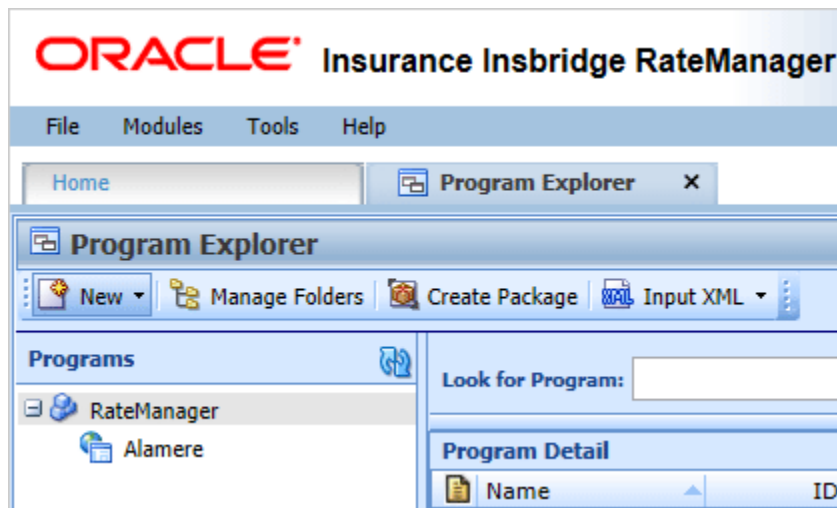 ORACLE Insurance Insbridge RateManager
File Modules Tools Help
Home Program Explorer
Program Explorer
New Manage Folders Create Package XML Input XML
Programs
Look for Program:
RateManager
Alamere
Program Detail
Name ID